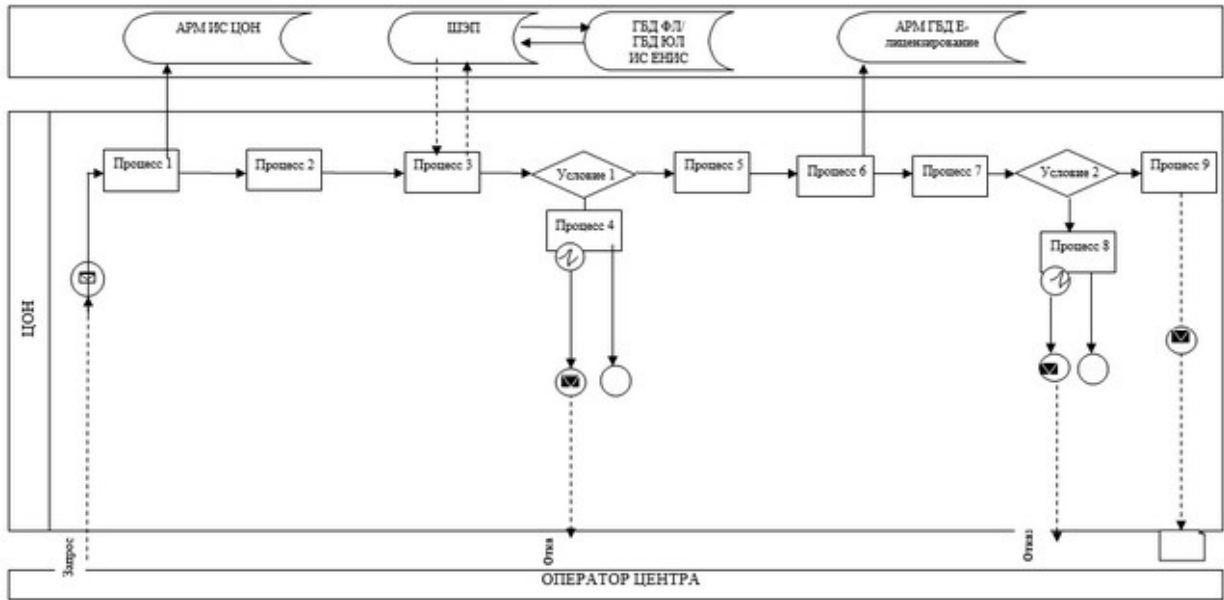 АРМ ИС ЦОН
ШЭП
ГБД ФЛ/
ГБД ЮЛ
ИС ЕНИС
АРМ ГБД Е-
лицензирование
Процесс 1
Процесс 2
Процесс 3
Условие 1
Процесс 5
Процесс 6
Процесс 7
Условие 2
Процесс 9
Процесс 4
Процесс 8
ЦОН
Запрос
Отка
Отказ
ОПЕРАТОР ЦЕНТРА